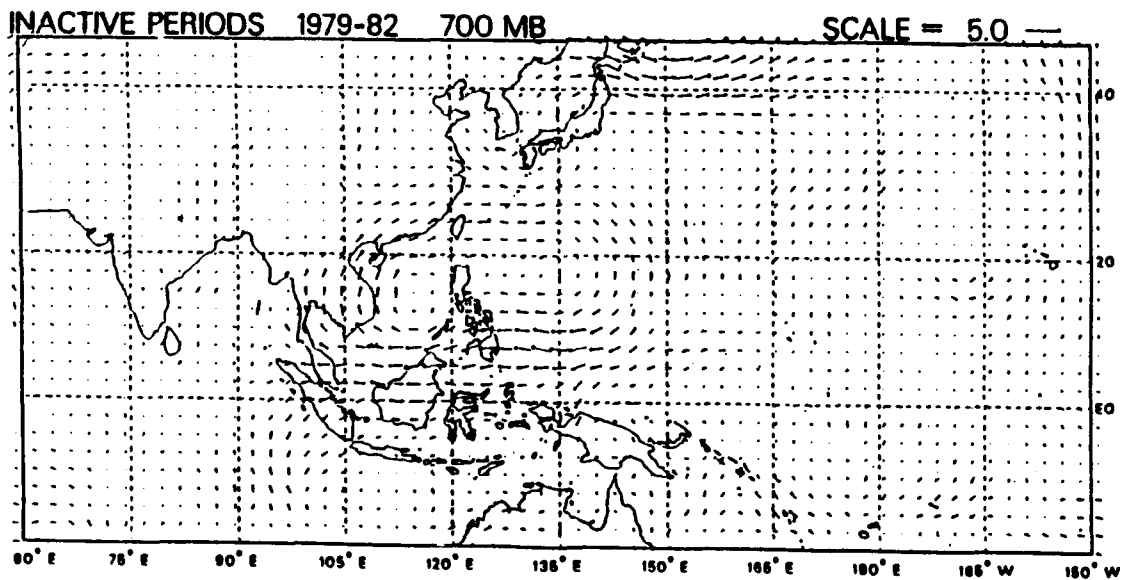 INACTIVE PERIODS 1979-82 700 MB SCALE = 5.0
40
20
EQ
60° E 75° E 90° E 105° E 120° E 135° E 150° E 165° E 180° E 165° W 150° W